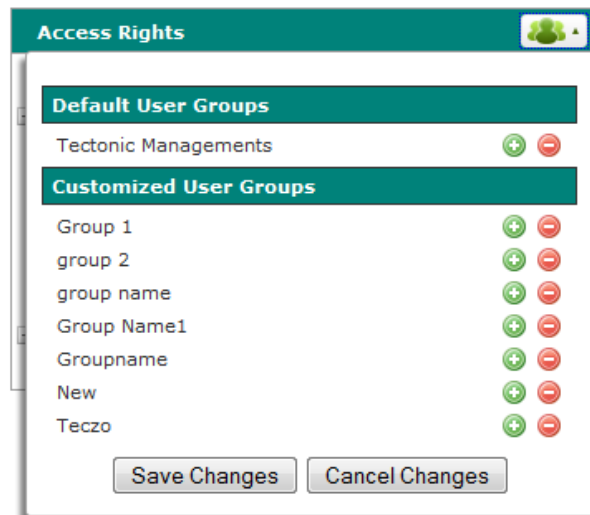 Access Rights
Default User Groups
Tectonic Managements
Customized User Groups
Group 1
group 2
group name
Group Name1
Groupname
New
Teczo
Save Changes Cancel Changes